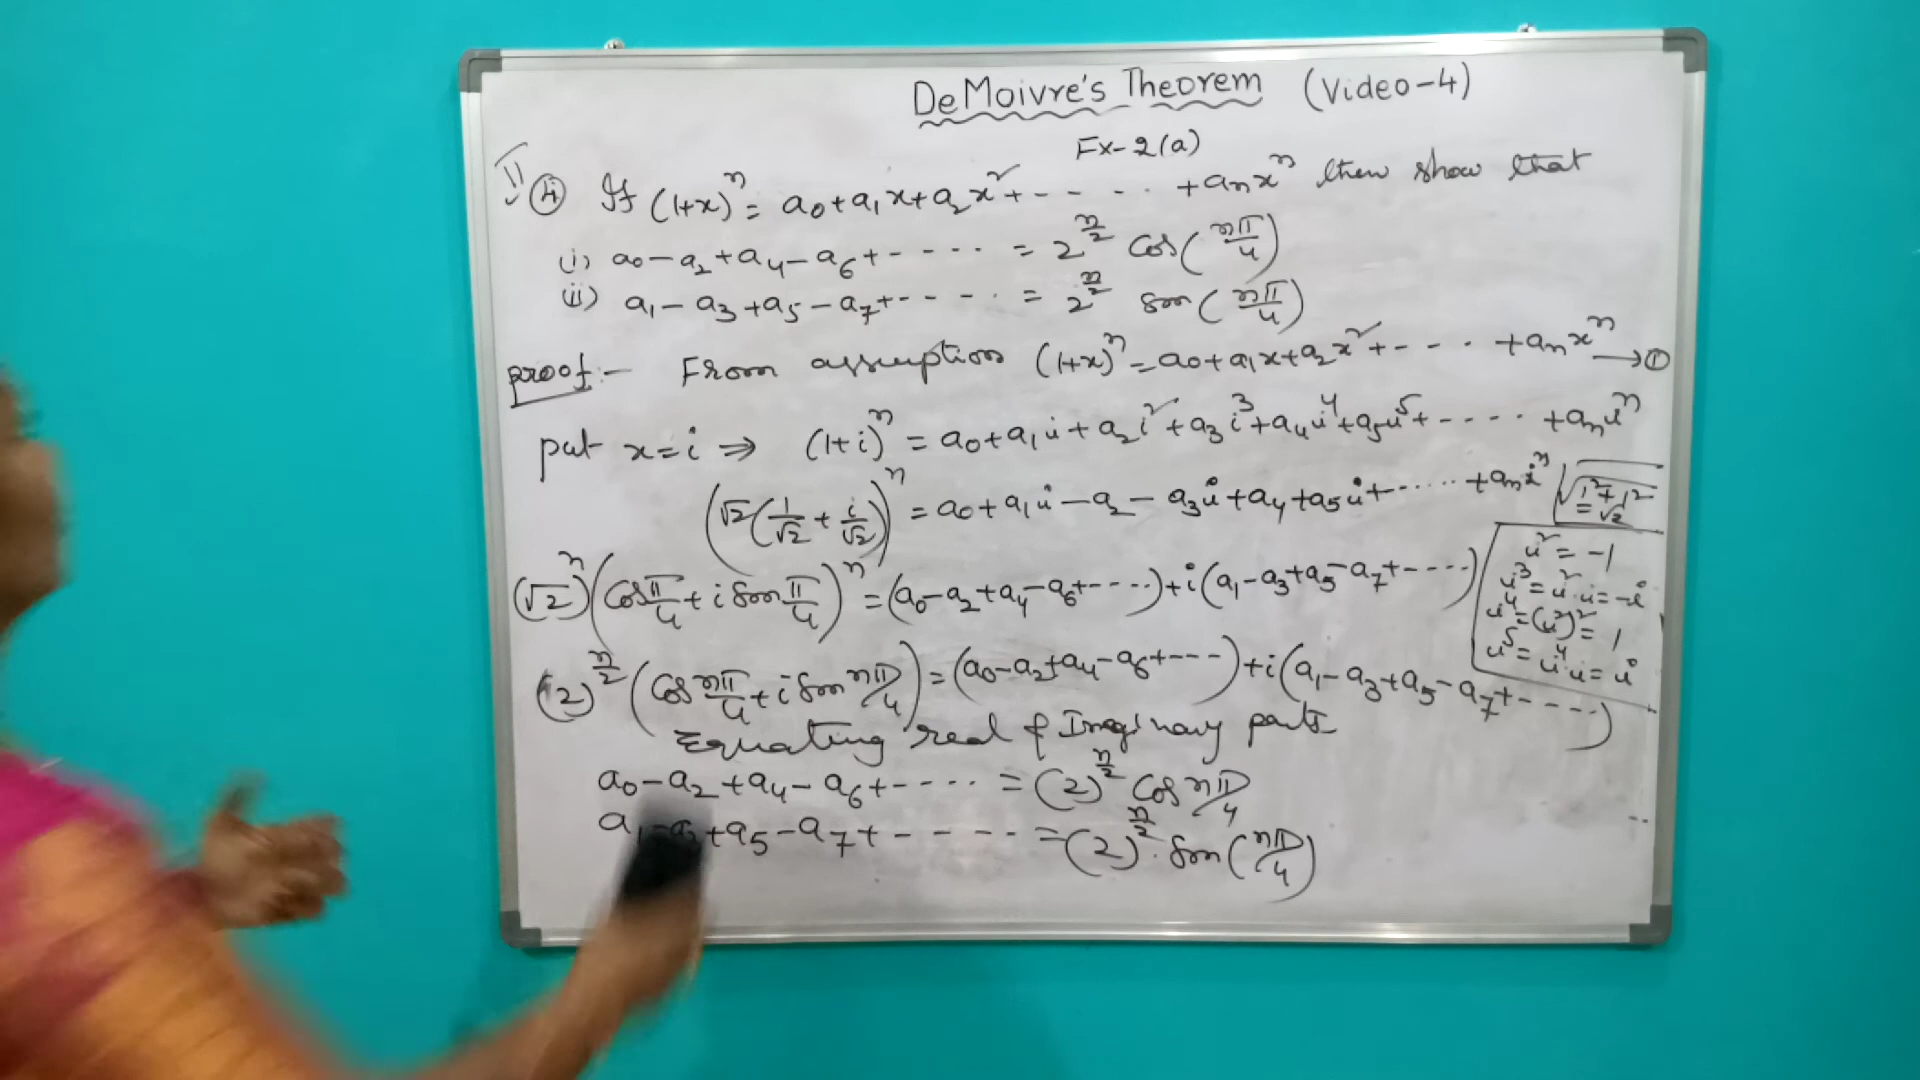 DeMoivre's Theorem (Video-4)
Ex-2(a)
II ④ If (1+x)ⁿ = a₀+a₁x+a₂x²+- - - - - +aₙxⁿ then show that
(i) a₀-a₂+a₄-a₆+- - - - - = 2^(n/2) Cos(nπ/4)
(ii) a₁-a₃+a₅-a₇+- - - - - = 2^(n/2) Sin(nπ/4)
proof:- From assumption (1+x)ⁿ = a₀+a₁x+a₂x²+- - - - +aₙxⁿ → ①
put x=i ⇒ (1+i)ⁿ = a₀+a₁i+a₂i²+a₃i³+a₄i⁴+a₅i⁵+- - - - +aₙiⁿ
(√2(1/√2 + i/√2))ⁿ = a₀+a₁i-a₂-a₃i+a₄+a₅i+- - - - - +aₙiⁿ
√(1²+1²)
= √2
(√2)ⁿ(Cos π/4 + i Sin π/4)ⁿ = (a₀-a₂+a₄-a₆+- - - -)+i(a₁-a₃+a₅-a₇+- - - -)
i² = -1
i³ = i².i = -i
i⁴ = (i²)² = 1
i⁵ = i⁴.i = i
(2)^(n/2) (Cos nπ/4 + i Sin nπ/4) = (a₀-a₂+a₄-a₆+- - -)+i(a₁-a₃+a₅-a₇+- - - -)
Equating real & Imaginary parts
a₀-a₂+a₄-a₆+- - - - - = (2)^(n/2) Cos nπ/4
a₁-a₃+a₅-a₇+- - - - - = (2)^(n/2) . Sin(nπ/4)